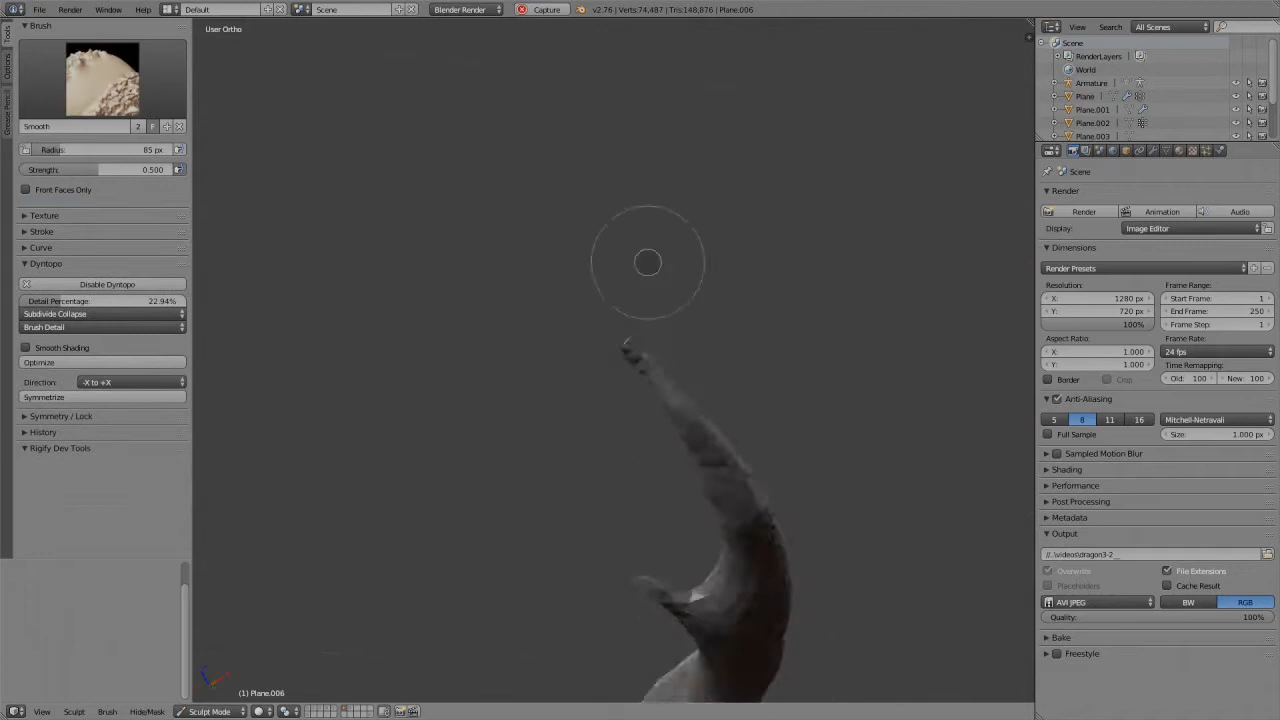 File Render Window Help Default Scene Blender Render Capture v2.76 | Verts:74,487 | Tris:148,876 | Plane.006
Brush
Tools
Options
Grease Pencil
Smooth 2 F
Radius: 85 px
Strength: 0.500
Front Faces Only
Texture
Stroke
Curve
Dyntopo
Disable Dyntopo
Detail Percentage: 22.94%
Subdivide Collapse
Brush Detail
Smooth Shading
Optimize
Direction: -X to +X
Symmetrize
Symmetry / Lock
History
Rigify Dev Tools
User Ortho
(1) Plane.006
View Sculpt Brush Hide/Mask Sculpt Mode
View Search All Scenes
Scene
RenderLayers
World
Armature
Plane
Plane.001
Plane.002
Plane.003
Scene
Render
Render Animation Audio
Display: Image Editor
Dimensions
Render Presets
Resolution: Frame Range:
X: 1280 px Start Frame: 1
Y: 720 px End Frame: 250
100% Frame Step: 1
Aspect Ratio: Frame Rate:
X: 1.000 24 fps
Y: 1.000 Time Remapping:
Border Crop Old: 100 New: 100
Anti-Aliasing
5 8 11 16 Mitchell-Netravali
Full Sample Size: 1.000 px
Sampled Motion Blur
Shading
Performance
Post Processing
Metadata
Output
//..\videos\dragon3-2__
Overwrite File Extensions
Placeholders Cache Result
AVI JPEG BW RGB
Quality: 100%
Bake
Freestyle